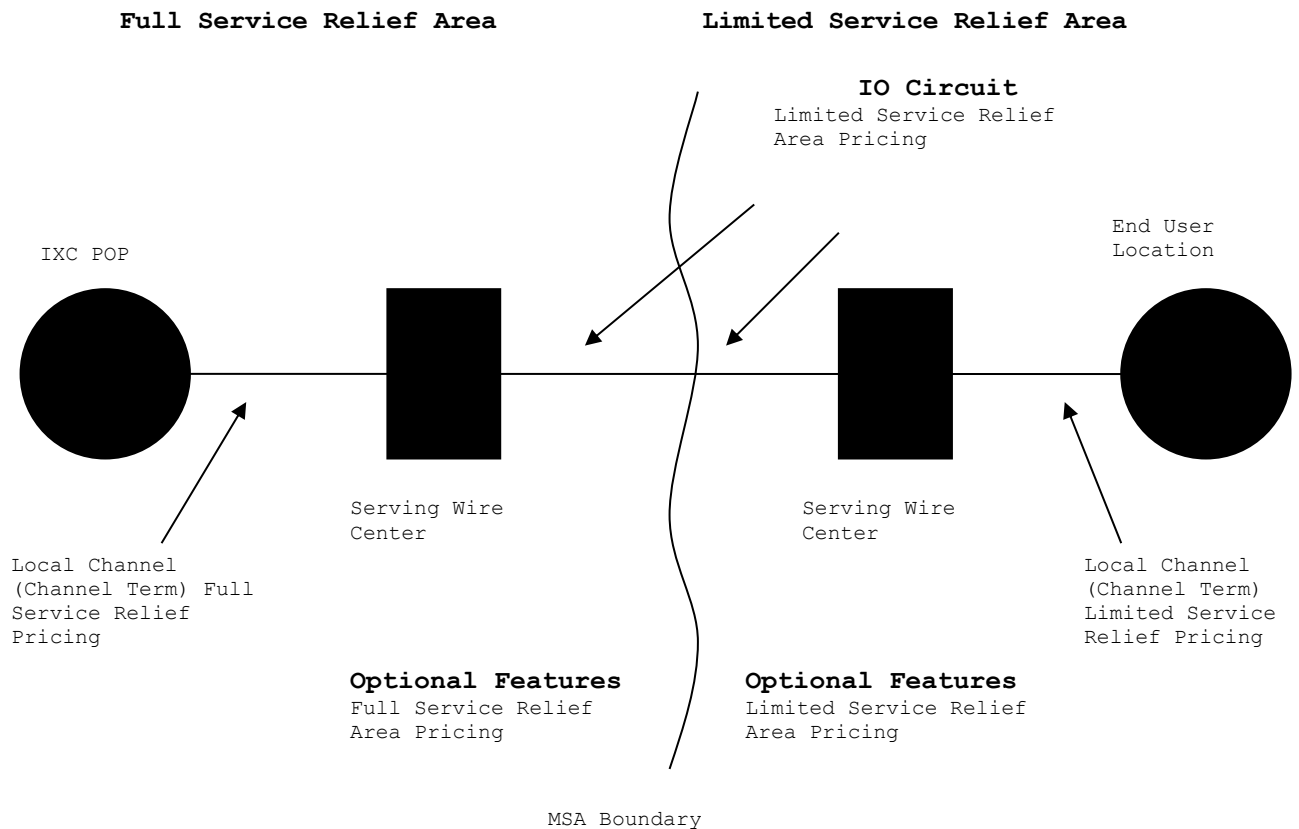 Full Service Relief Area
Limited Service Relief Area
IO Circuit
Limited Service Relief
Area Pricing
End User
Location
IXC POP
Serving Wire
Center
Serving Wire
Center
Local Channel
(Channel Term) Full
Service Relief
Pricing
Local Channel
(Channel Term)
Limited Service
Relief Pricing
Optional Features
Full Service Relief
Area Pricing
Optional Features
Limited Service Relief
Area Pricing
MSA Boundary